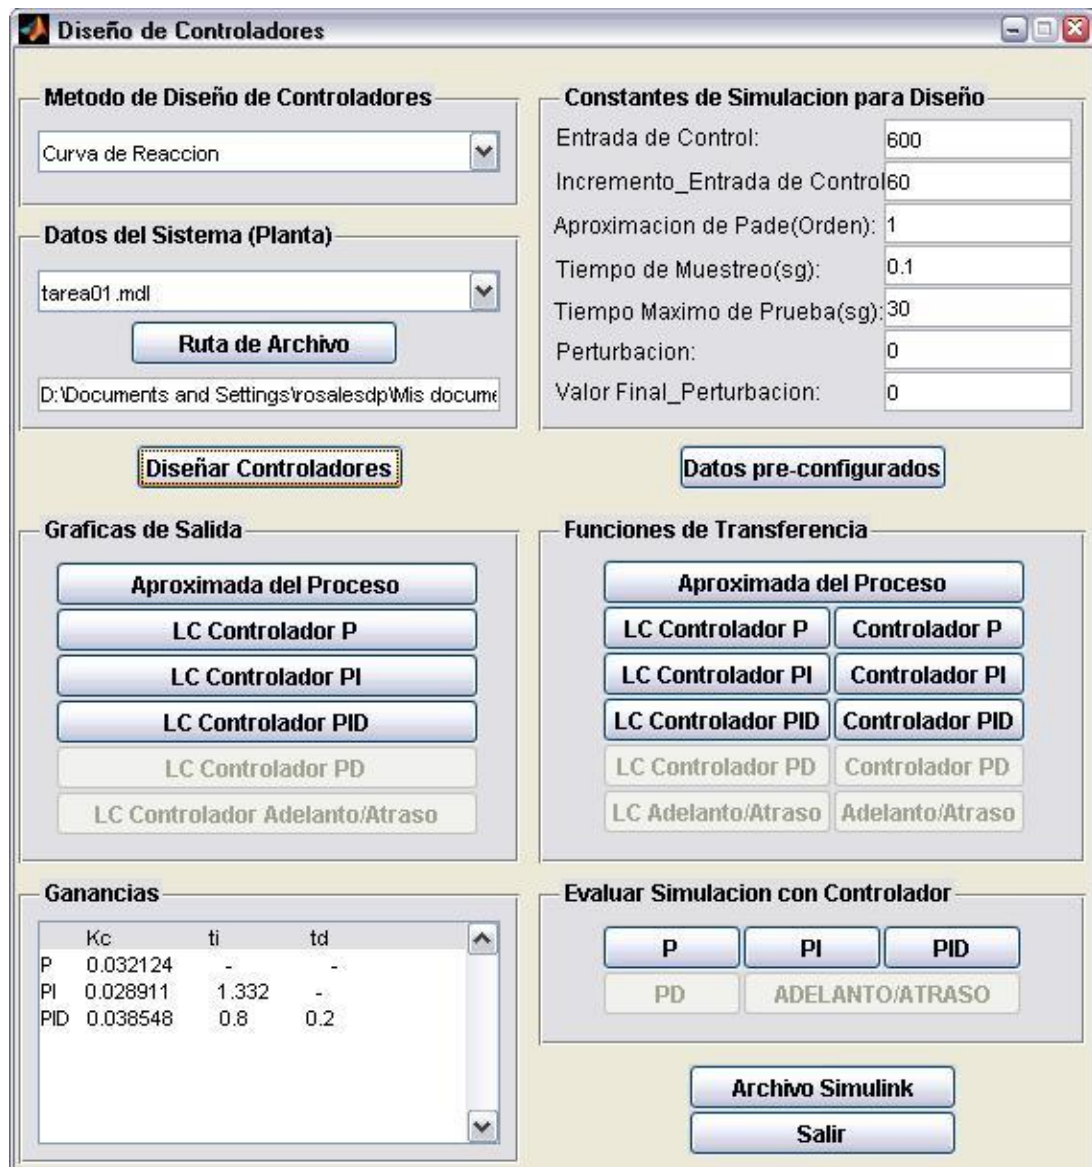 Diseño de Controladores
Metodo de Diseño de Controladores
Curva de Reaccion
Datos del Sistema (Planta)
tarea01.mdl
Ruta de Archivo
D:\Documents and Settings\rosalesdp\Mis docume
Diseñar Controladores
Constantes de Simulacion para Diseño
Entrada de Control: 600
Incremento_Entrada de Control 60
Aproximacion de Pade(Orden): 1
Tiempo de Muestreo(sg): 0.1
Tiempo Maximo de Prueba(sg): 30
Perturbacion: 0
Valor Final_Perturbacion: 0
Datos pre-configurados
Graficas de Salida
Aproximada del Proceso
LC Controlador P
LC Controlador PI
LC Controlador PID
LC Controlador PD
LC Controlador Adelanto/Atraso
Funciones de Transferencia
Aproximada del Proceso
LC Controlador P Controlador P
LC Controlador PI Controlador PI
LC Controlador PID Controlador PID
LC Controlador PD Controlador PD
LC Adelanto/Atraso Adelanto/Atraso
Ganancias
Kc ti td
P 0.032124 - -
PI 0.028911 1.332 -
PID 0.038548 0.8 0.2
Evaluar Simulacion con Controlador
P PI PID
PD ADELANTO/ATRASO
Archivo Simulink
Salir